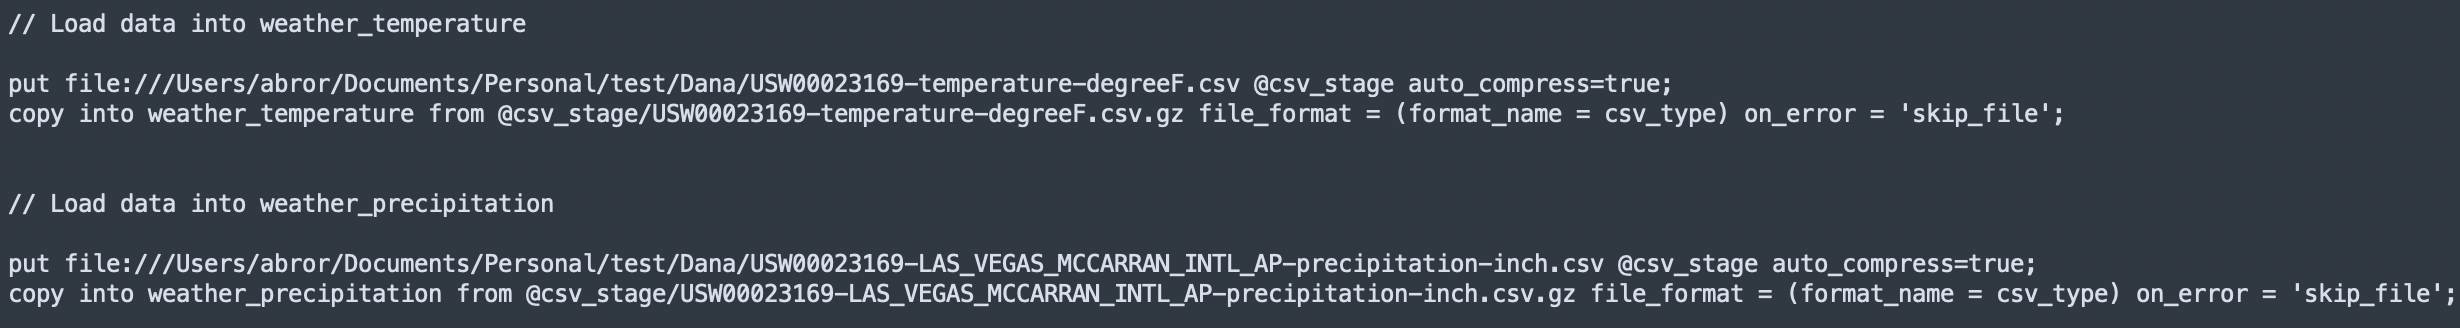 // Load data into weather_temperature
put file:///Users/abror/Documents/Personal/test/Dana/USW00023169-temperature-degreeF.csv @csv_stage auto_compress=true;
copy into weather_temperature from @csv_stage/USW00023169-temperature-degreeF.csv.gz file_format = (format_name = csv_type) on_error = 'skip_file';
// Load data into weather_precipitation
put file:///Users/abror/Documents/Personal/test/Dana/USW00023169-LAS_VEGAS_MCCARRAN_INTL_AP-precipitation-inch.csv @csv_stage auto_compress=true;
copy into weather_precipitation from @csv_stage/USW00023169-LAS_VEGAS_MCCARRAN_INTL_AP-precipitation-inch.csv.gz file_format = (format_name = csv_type) on_error = 'skip_file';